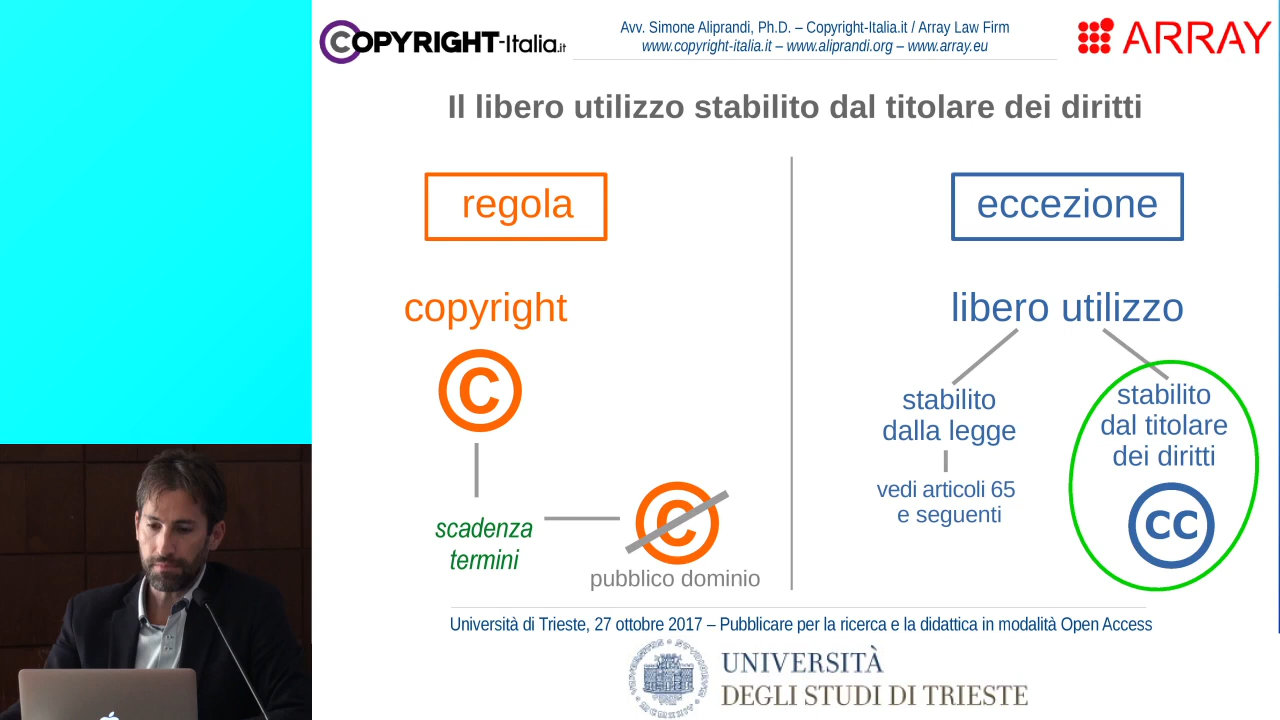 COPYRIGHT-Italia.it
Avv. Simone Aliprandi, Ph.D. – Copyright-Italia.it / Array Law Firm
www.copyright-italia.it – www.aliprandi.org – www.array.eu
ARRAY
Il libero utilizzo stabilito dal titolare dei diritti
regola
eccezione
copyright
C
scadenza
termini
C
pubblico dominio
libero utilizzo
stabilito
dalla legge
vedi articoli 65
e seguenti
stabilito
dal titolare
dei diritti
CC
Università di Trieste, 27 ottobre 2017 – Pubblicare per la ricerca e la didattica in modalità Open Access
UNIVERSITÀ
DEGLI STUDI DI TRIESTE